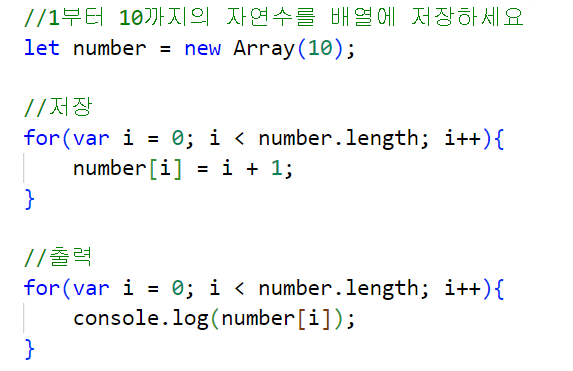 //1부터 10까지의 자연수를 배열에 저장하세요
let number = new Array(10);
//저장
for(var i = 0; i < number.length; i++){
    number[i] = i + 1;
}
//출력
for(var i = 0; i < number.length; i++){
    console.log(number[i]);
}